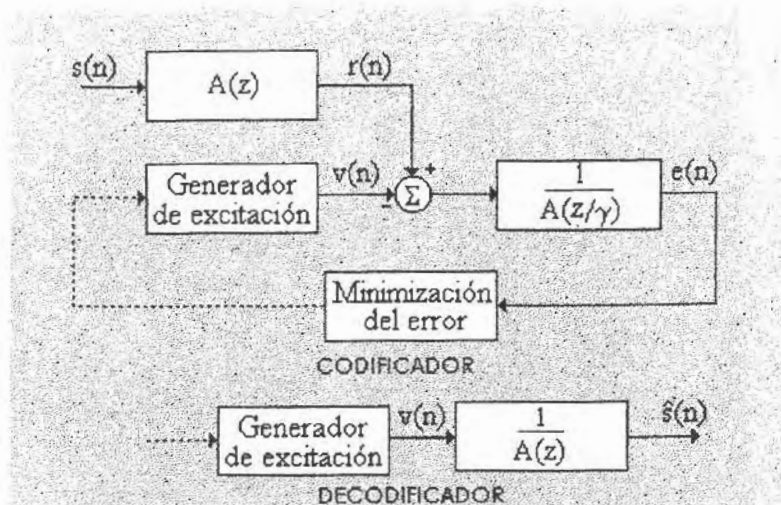 s(n)
A(z)
r(n)
Generador
de excitación
v(n)
+
-
Σ
1
A(z/γ)
e(n)
Minimización
del error
CODIFICADOR
Generador
de excitación
v(n)
1
A(z)
ŝ(n)
DECODIFICADOR